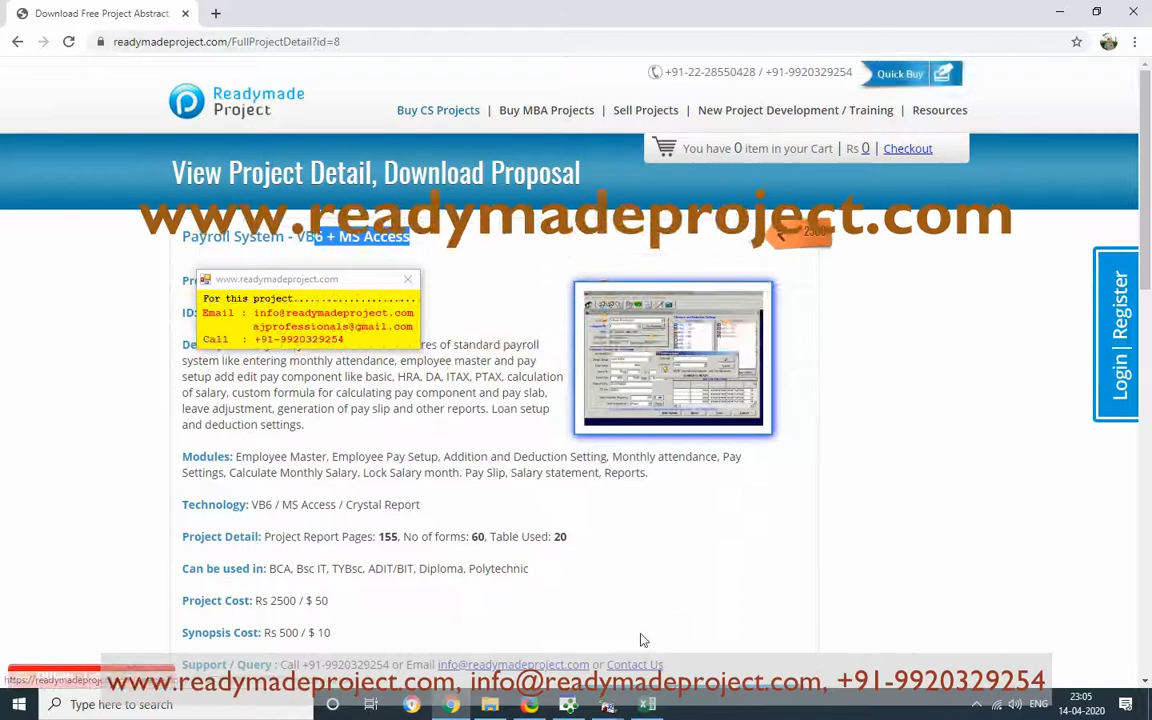 Download Free Project Abstract,
readymadeproject.com/FullProjectDetail?id=8
+91-22-28550428 / +91-9920329254
Quick Buy
Readymade
Project
Buy CS Projects | Buy MBA Projects | Sell Projects | New Project Development / Training | Resources
You have 0 item in your Cart | Rs 0 | Checkout
View Project Detail, Download Proposal
www.readymadeproject.com
Payroll System - VB6 + MS Access
2500
www.readymadeproject.com
For this project......................
Email : info@readymadeproject.com
ajprofessionals@gmail.com
Call : +91-9920329254
ID:
res of standard payroll
system like entering monthly attendance, employee master and pay
setup add edit pay component like basic, HRA, DA, ITAX, PTAX, calculation
of salary, custom formula for calculating pay component and pay slab,
leave adjustment, generation of pay slip and other reports. Loan setup
and deduction settings.
Modules: Employee Master, Employee Pay Setup, Addition and Deduction Setting, Monthly attendance, Pay
Settings, Calculate Monthly Salary, Lock Salary month. Pay Slip, Salary statement, Reports.
Technology: VB6 / MS Access / Crystal Report
Project Detail: Project Report Pages: 155, No of forms: 60, Table Used: 20
Can be used in: BCA, Bsc IT, TYBsc, ADIT/BIT, Diploma, Polytechnic
Project Cost: Rs 2500 / $ 50
Synopsis Cost: Rs 500 / $ 10
Support / Query : Call +91-9920329254 or Email info@readymadeproject.com or Contact Us
Login | Register
www.readymadeproject.com, info@readymadeproject.com, +91-9920329254
Type here to search
ENG
23:05
14-04-2020